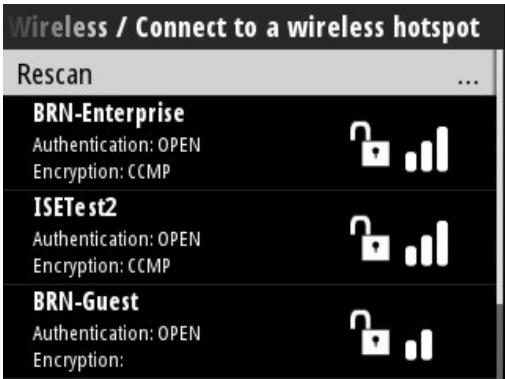 Wireless / Connect to a wireless hotspot
Rescan ...
BRN-Enterprise
Authentication: OPEN
Encryption: CCMP
ISETest2
Authentication: OPEN
Encryption: CCMP
BRN-Guest
Authentication: OPEN
Encryption: